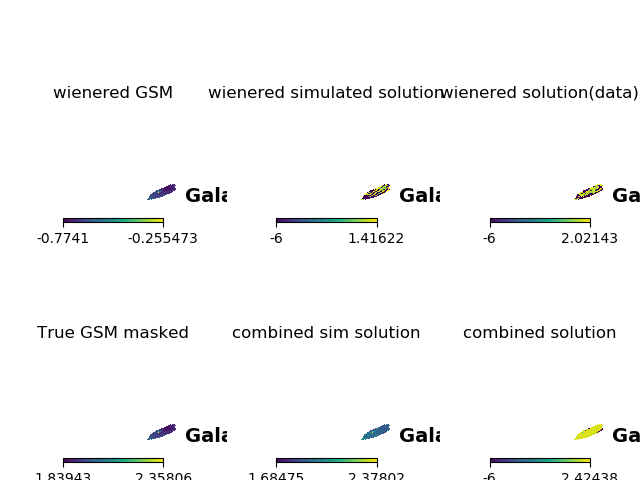 wienered GSM wienered simulated solution wienered solution(data)
Gala Gala Ga
-0.7741 -0.255473 -6 1.41622 -6 2.02143
True GSM masked combined sim solution combined solution
Gala Gala Ga
1.83943 2.35806 1.68475 2.37802 -6 2.42438